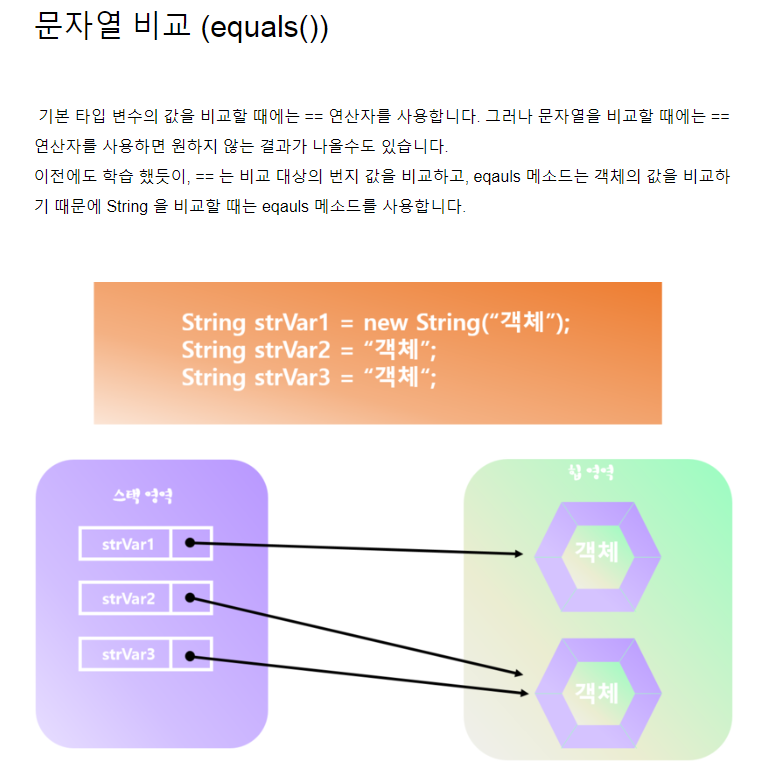 문자열 비교 (equals())
기본 타입 변수의 값을 비교할 때에는 == 연산자를 사용합니다. 그러나 문자열을 비교할 때에는 ==
연산자를 사용하면 원하지 않는 결과가 나올수도 있습니다.
이전에도 학습 했듯이, == 는 비교 대상의 번지 값을 비교하고, eqauls 메소드는 객체의 값을 비교하
기 때문에 String 을 비교할 때는 eqauls 메소드를 사용합니다.
String strVar1 = new String(“객체”);
String strVar2 = “객체”;
String strVar3 = “객체“;
스택 영역
힙 영역
strVar1
객체
strVar2
strVar3
객체